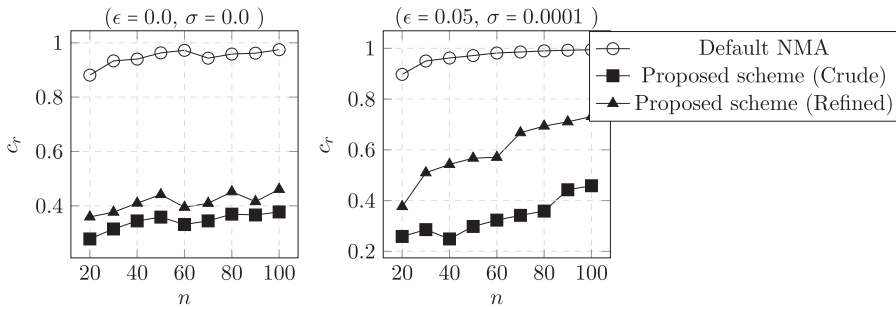 (ϵ = 0.0, σ = 0.0)
1
0.8
0.6
0.4
c_r
20 40 60 80 100
n
(ϵ = 0.05, σ = 0.0001)
1
0.8
0.6
0.4
0.2
c_r
20 40 60 80 100
n
Default NMA
Proposed scheme (Crude)
Proposed scheme (Refined)